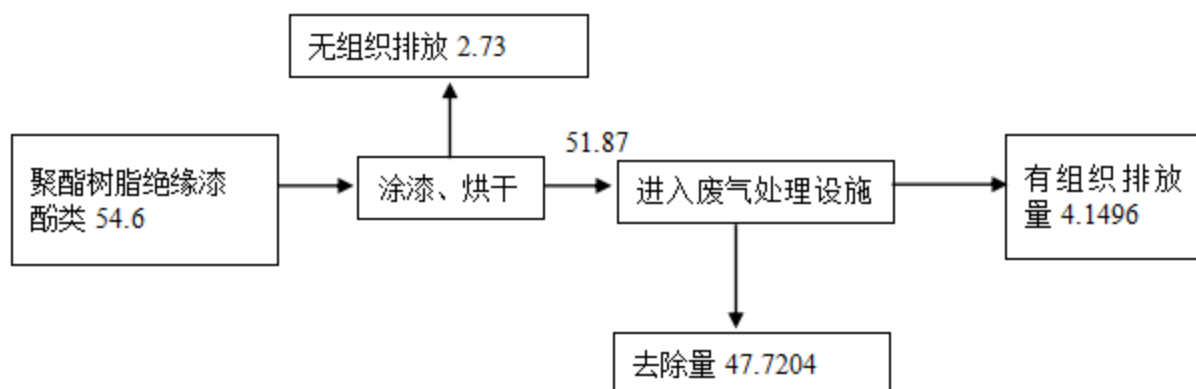 无组织排放 2.73
51.87
聚酯树脂绝缘漆
酚类 54.6
涂漆、烘干
进入废气处理设施
有组织排放
量 4.1496
去除量 47.7204